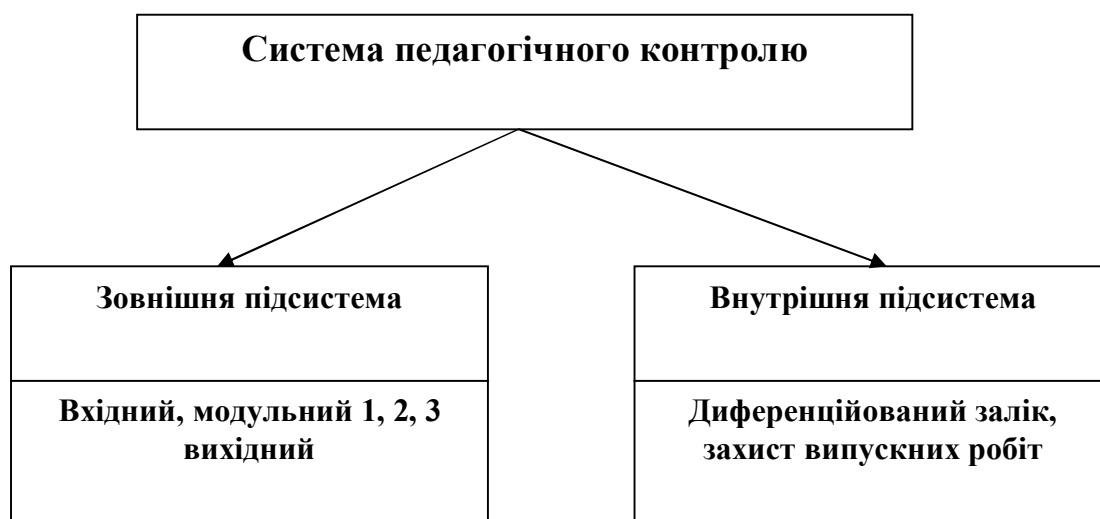 Система педагогічного контролю
Зовнішня підсистема
Вхідний, модульний 1, 2, 3
вихідний
Внутрішня підсистема
Диференційований залік,
захист випускних робіт